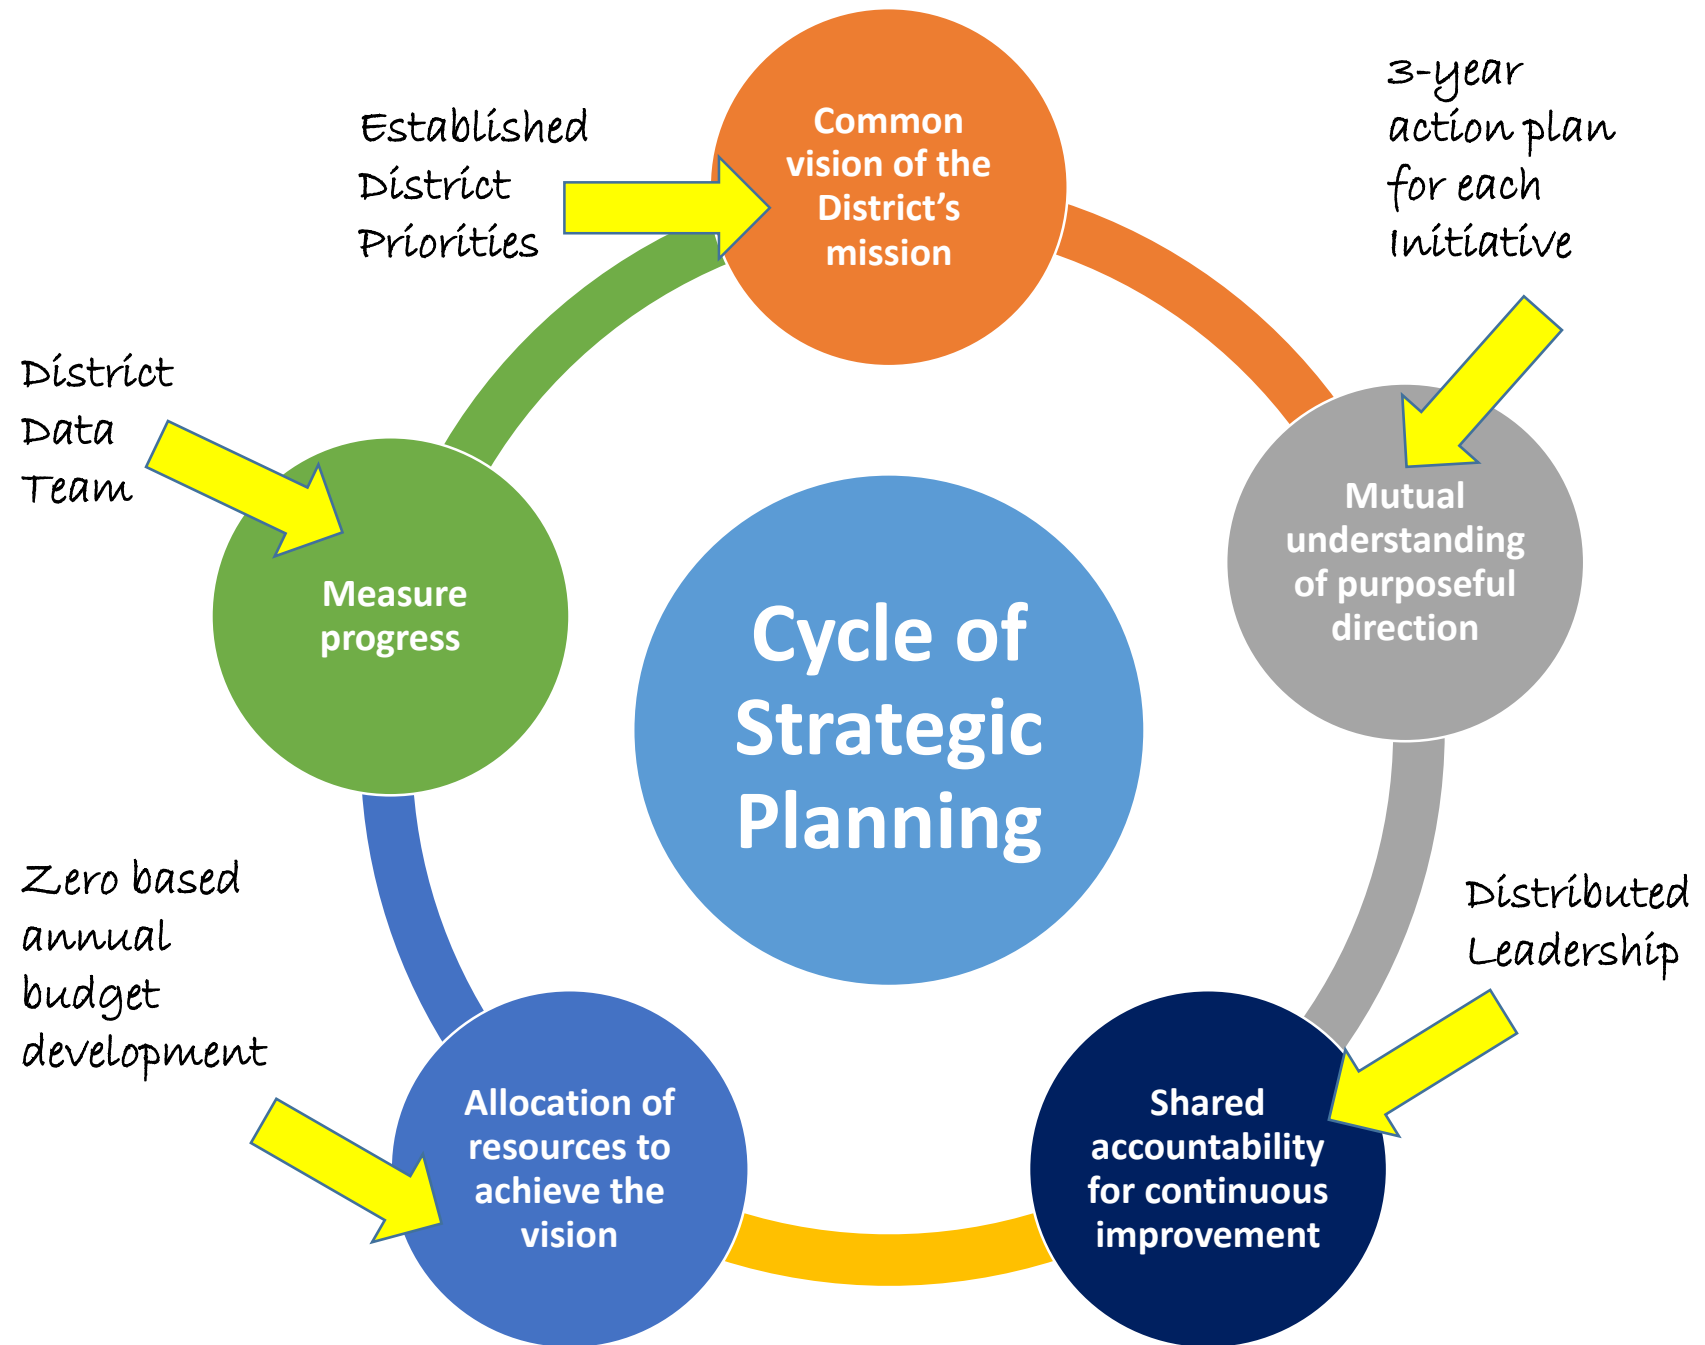 Common
vision of the
District’s
mission
Established
District
Priorities
3-year
action plan
for each
Initiative
District
Data
Team
Mutual
understanding
of purposeful
direction
Measure
progress
Cycle of
Strategic
Planning
Zero based
annual
budget
development
Distributed
Leadership
Allocation of
resources to
achieve the
vision
Shared
accountability
for continuous
improvement